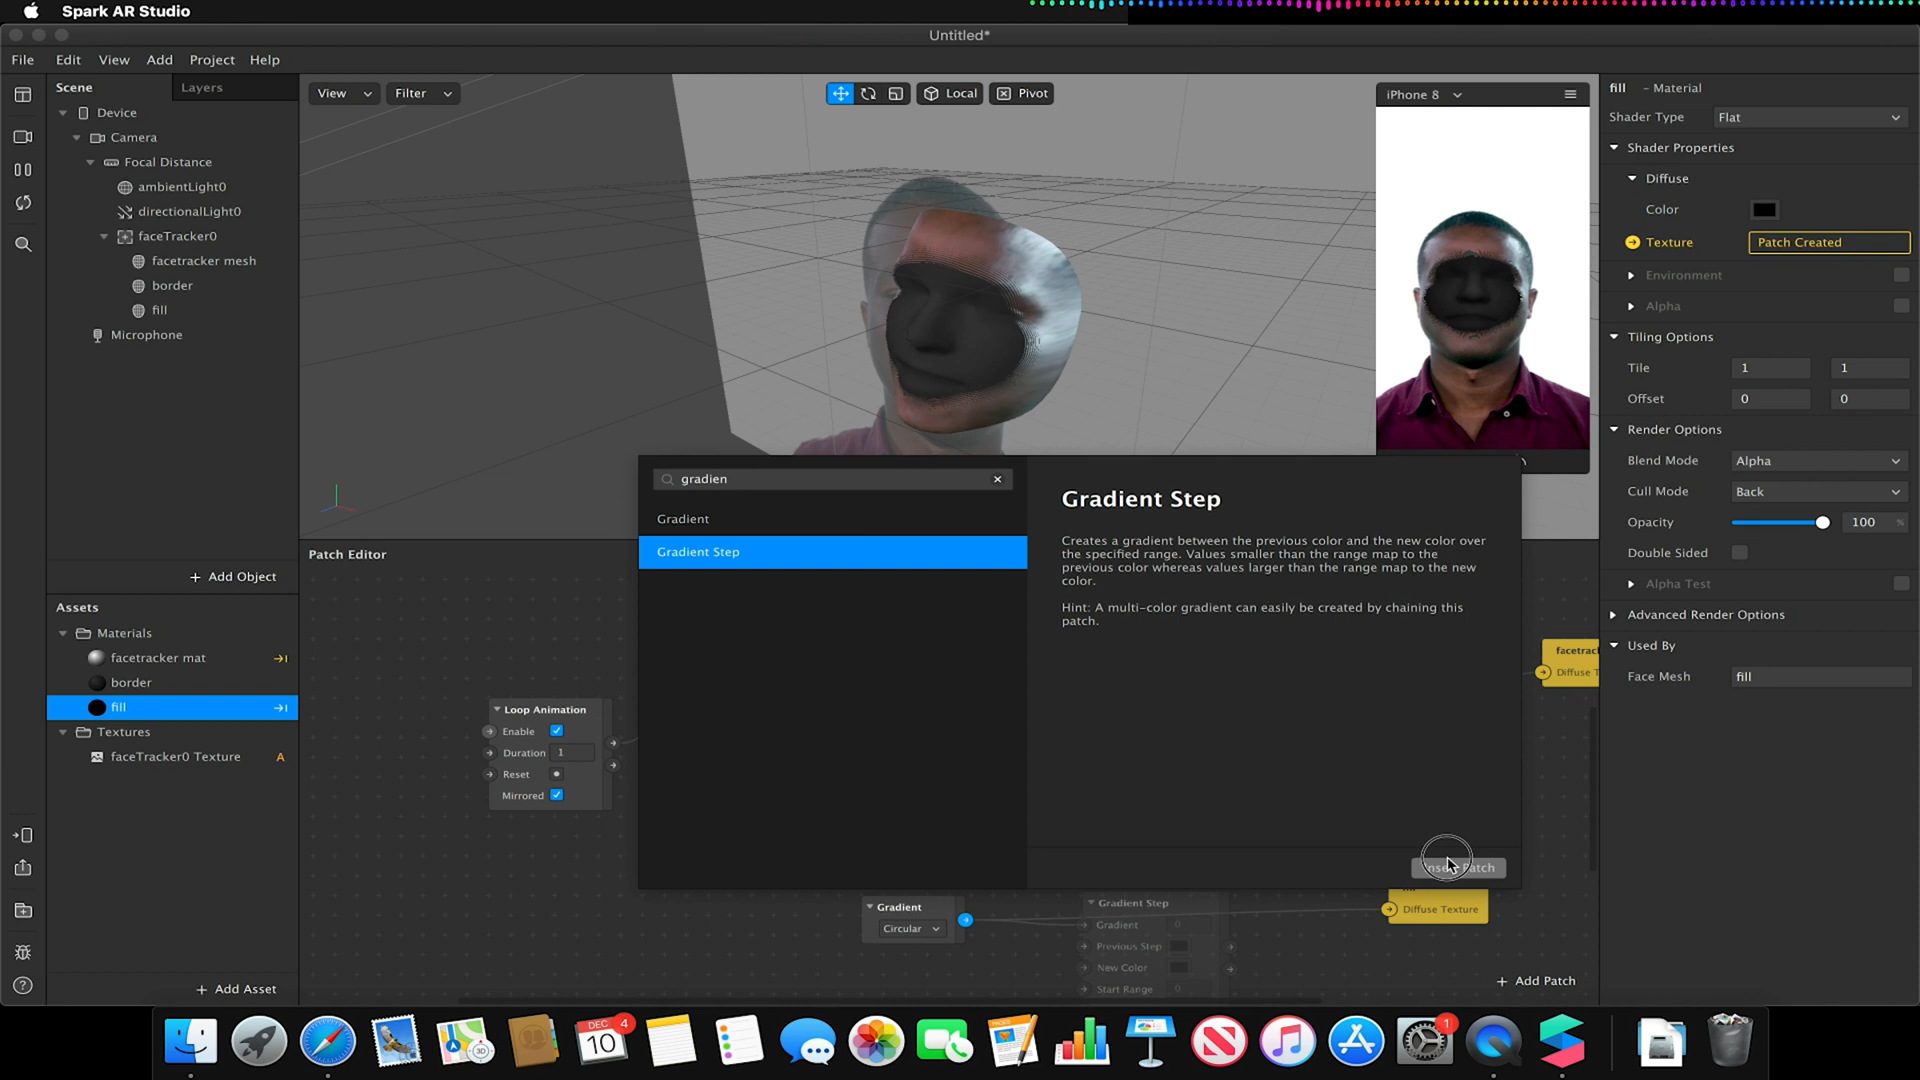 Spark AR Studio
Untitled*
File Edit View Add Project Help
Scene
Layers
View
Filter
Local
Pivot
iPhone 8
Device
Camera
Focal Distance
ambientLight0
directionalLight0
faceTracker0
facetracker mesh
border
fill
Microphone
+ Add Object
Assets
Materials
facetracker mat
border
fill
Textures
faceTracker0 Texture A
+ Add Asset
Patch Editor
Loop Animation
Enable
Duration 1
Reset
Mirrored
gradien
Gradient
Gradient Step
Gradient Step
Creates a gradient between the previous color and the new color over
the specified range. Values smaller than the range map to the
previous color whereas values larger than the range map to the new
color.
Hint: A multi-color gradient can easily be created by chaining this
patch.
Patch
Gradient
Circular
Gradient Step
Gradient 0
Previous Step
New Color
Start Range 0
Diffuse Texture
facetrac
Diffuse T
+ Add Patch
fill - Material
Shader Type Flat
Shader Properties
Diffuse
Color
Texture Patch Created
Environment
Alpha
Tiling Options
Tile 1 1
Offset 0 0
Render Options
Blend Mode Alpha
Cull Mode Back
Opacity 100 %
Double Sided
Alpha Test
Advanced Render Options
Used By
Face Mesh fill
DEC
10
4
3D
1